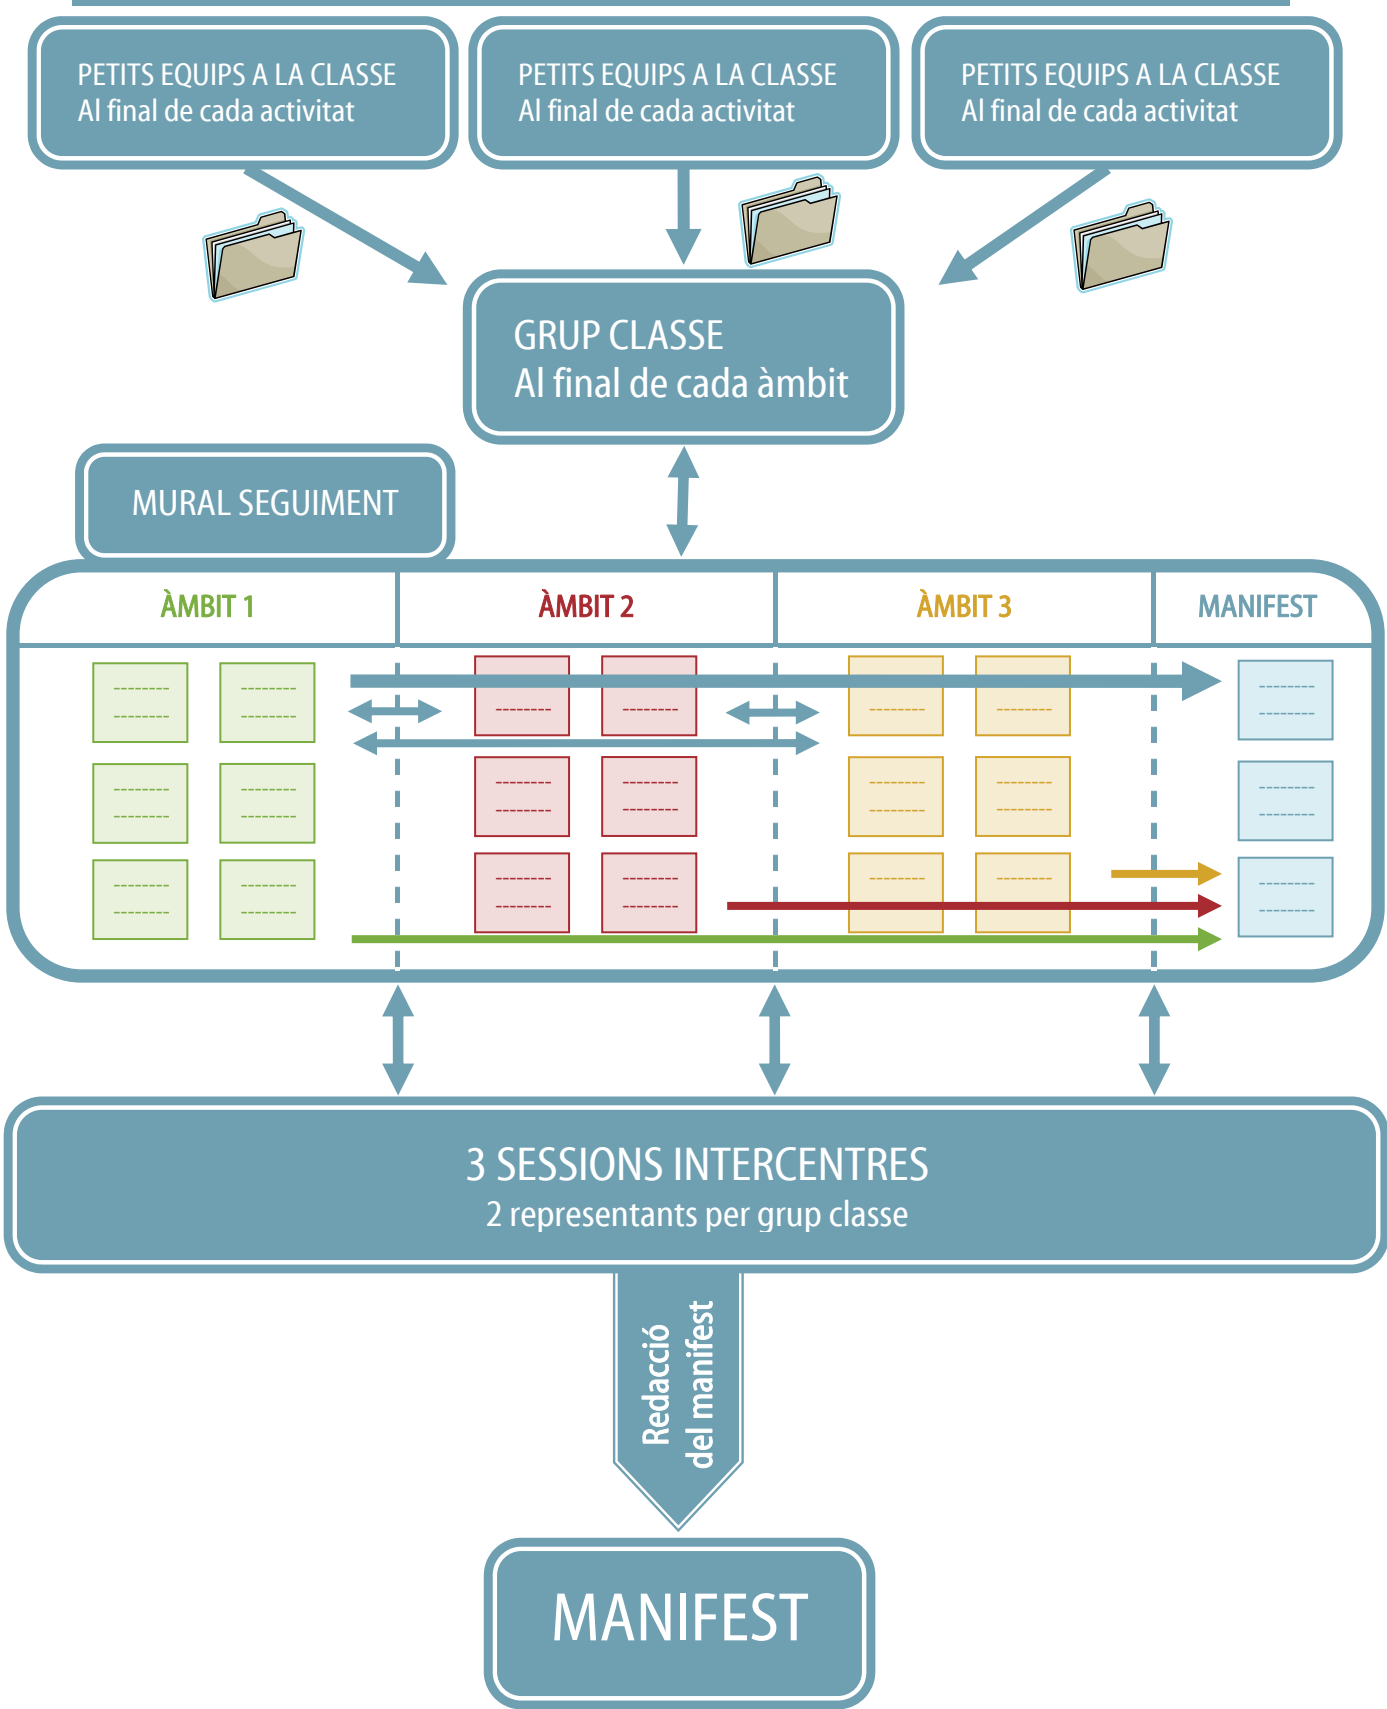 PETITS EQUIPS A LA CLASSE
Al final de cada activitat
PETITS EQUIPS A LA CLASSE
Al final de cada activitat
PETITS EQUIPS A LA CLASSE
Al final de cada activitat
GRUP CLASSE
Al final de cada àmbit
MURAL SEGUIMENT
ÀMBIT 1
ÀMBIT 2
ÀMBIT 3
MANIFEST
3 SESSIONS INTERCENTRES
2 representants per grup classe
Redacció
del manifest
MANIFEST